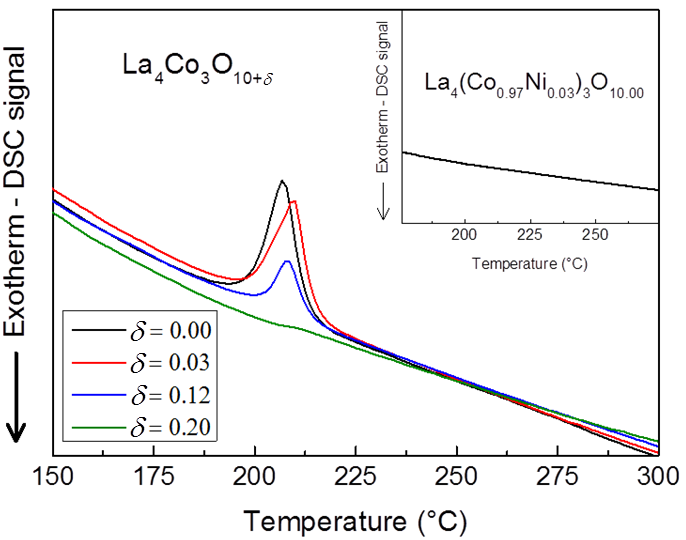 Exotherm - DSC signal
La4Co3O10+δ
Exotherm - DSC signal
La4(Co0.97Ni0.03)3O10.00
200 250
Temperature (°C)
δ = 0.00
δ = 0.03
δ = 0.12
δ = 0.20
150 175 200 225 250 275 300
Temperature (°C)